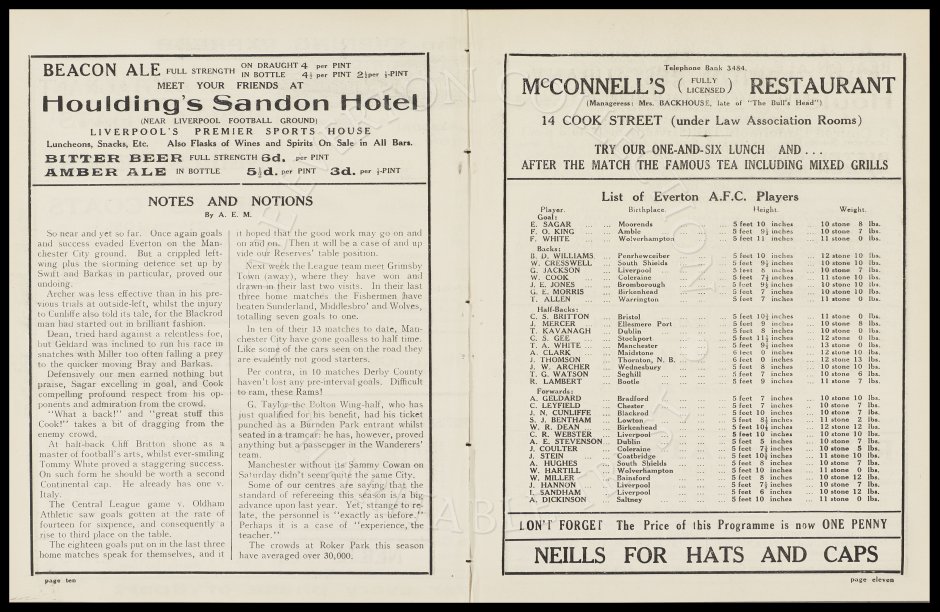 BEACON ALE FULL STRENGTH ON DRAUGHT 4 per PINT
IN BOTTLE 4½ per PINT 2½ per ½-PINT
MEET YOUR FRIENDS AT
Houlding's Sandon Hotel
(NEAR LIVERPOOL FOOTBALL GROUND)
LIVERPOOL'S PREMIER SPORTS HOUSE
Luncheons, Snacks, Etc. Also Flasks of Wines and Spirits On Sale in All Bars.
BITTER BEER FULL STRENGTH 6d. per PINT
AMBER ALE IN BOTTLE 5½d. per PINT 3d. per ½-PINT
NOTES AND NOTIONS
By A. E. M.
So near and yet so far. Once again goals
and success evaded Everton on the Man-
chester City ground. But a crippled left-
wing plus the storming defence set up by
Swift and Barkas in particular, proved our
undoing.
Archer was less effective than in his pre-
vious trials at outside-left, whilst the injury
to Cunliffe also told its tale, for the Blackrod
man had started out in brilliant fashion.
Dean, tried hard against a relentless foe,
but Geldard was inclined to run his race in
snatches with Miller too often falling a prey
to the quicker moving Bray and Barkas.
Defensively our men earned nothing but
praise, Sagar excelling in goal, and Cook
compelling profound respect from his op-
ponents and admiration from the crowd.
"What a back!" and "great stuff this
Cook!" takes a bit of dragging from the
enemy crowd.
At half-back Cliff Britton shone as a
master of football's arts, whilst ever-smiling
Tommy White proved a staggering success.
On such form he should be worth a second
Continental cap. He already has one v.
Italy.
The Central League game v. Oldham
Athletic saw goals gotten at the rate of
fourteen for sixpence, and consequently a
rise to third place on the table.
The eighteen goals put on in the last three
home matches speak for themselves, and it
it hoped that the good work may go on and
on and on. Then it will be a case of and up
vide our Reserves' table position.
Next week the League team meet Grimsby
Town (away), where they have won and
drawn in their last two visits. In their last
three home matches the Fishermen have
beaten Sunderland, Middlesbro' and Wolves,
totalling seven goals to one.
In ten of their 13 matches to date, Man-
chester City have gone goalless to half time.
Like some of the cars seen on the road they
are evidently not good starters.
Per contra, in 10 matches Derby County
haven't lost any pre-interval goals. Difficult
to ram, these Rams!
G. Taylor the Bolton Wing-half, who has
just qualified for his benefit, had his ticket
punched as a Burnden Park entrant whilst
seated in a tramcar: he has, however, proved
anything but a passenger in the Wanderers'
team.
Manchester without its Sammy Cowan on
Saturday didn't seem quite the same City.
Some of our centres are saying that the
standard of refereeing this season is a big
advance upon last year. Yet, strange to re-
late, the personnel is "exactly as before."
Perhaps it is a case of "experience, the
teacher."
The crowds at Roker Park this season
have averaged over 30,000.
page ten
Telephone Bank 3484.
McCONNELL'S (FULLY LICENSED) RESTAURANT
(Manageress: Mrs. BACKHOUSE, late of "The Bull's Head")
14 COOK STREET (under Law Association Rooms)
TRY OUR ONE-AND-SIX LUNCH AND . . .
AFTER THE MATCH THE FAMOUS TEA INCLUDING MIXED GRILLS
List of Everton A.F.C. Players
Player. Birthplace. Height. Weight.
Goal:
E. SAGAR Moorends 5 feet 10 inches 10 stone 8 lbs.
F. O. KING Amble 5 feet 9½ inches 10 stone 7 lbs.
F. WHITE Wolverhampton 5 feet 11 inches 11 stone 0 lbs.
Backs:
B. D. WILLIAMS Penrhewceiber 5 feet 10 inches 12 stone 10 lbs.
W. CRESSWELL South Shields 5 feet 9½ inches 10 stone 10 lbs.
G. JACKSON Liverpool 5 feet 8 inches 10 stone 7 lbs.
W. COOK Coleraine 5 feet 7½ inches 11 stone 10 lbs.
J. E. JONES Bromborough 5 feet 9½ inches 10 stone 10 lbs.
G. E. MORRIS Birkenhead 5 feet 7 inches 10 stone 12 lbs.
T. ALLEN Warrington 5 feet 7 inches 11 stone 0 lbs.
Half-Backs:
C. S. BRITTON Bristol 5 feet 10½ inches 11 stone 0 lbs.
J. MERCER Ellesmere Port 5 feet 9 inches 10 stone 8 lbs.
T. KAVANAGH Dublin 5 feet 8 inches 11 stone 0 lbs.
C. S. GEE Stockport 5 feet 11½ inches 12 stone 0 lbs.
T. A. WHITE Manchester 5 feet 9½ inches 13 stone 0 lbs.
A. CLARK Maidstone 6 feet 0 inches 12 stone 10 lbs.
J. THOMSON Thornton, N. B. 6 feet 0 inches 12 stone 13 lbs.
J. W. ARCHER Wednesbury 5 feet 8 inches 10 stone 10 lbs.
T. G. WATSON Seghill 5 feet 7 inches 10 stone 6 lbs.
R. LAMBERT Bootle 5 feet 9 inches 11 stone 7 lbs.
Forwards:
A. GELDARD Bradford 5 feet 7 inches 10 stone 10 lbs.
C. LEYFIELD Chester 5 feet 7 inches 10 stone 7 lbs.
J. N. CUNLIFFE Blackrod 5 feet 10 inches 11 stone 0 lbs.
S. J. BENTHAM Lowton 5 feet 8½ inches 11 stone 2 lbs.
W. R. DEAN Birkenhead 5 feet 10½ inches 12 stone 12 lbs.
C. R. WEBSTER Liverpool 5 feet 10 inches 10 stone 10 lbs.
A. E. STEVENSON Dublin 5 feet 5 inches 10 stone 7 lbs.
J. COULTER Coleraine 7½ inches 10 stone 5 lbs.
J. STEIN Coatbridge 5 feet 10½ inches 11 stone 0 lbs.
A. HUGHES South Shields 5 feet 8 inches 10 stone 7 lbs.
W. HARTILL Wolverhampton 5 feet 10 inches 11 stone 0 lbs.
W. MILLER Bainsford 5 feet 8 inches 10 stone 12 lbs.
J. HANNON Liverpool 5 feet 7½ inches 10 stone 6 lbs.
I. SANDHAM Liverpool 5 feet 6 inches 10 stone 12 lbs.
A. DICKINSON Saltney 5 feet 10 inches 11 stone 0 lbs.
DON'T FORGET The Price of this Programme is now ONE PENNY
NEILLS FOR HATS AND CAPS
page eleven